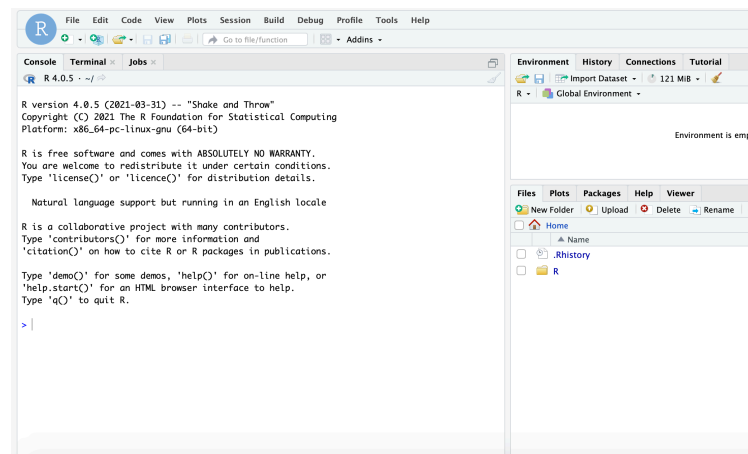 R
File Edit Code View Plots Session Build Debug Profile Tools Help
Go to file/function
Addins
Console Terminal Jobs
R 4.0.5 · ~/
R version 4.0.5 (2021-03-31) -- "Shake and Throw"
Copyright (C) 2021 The R Foundation for Statistical Computing
Platform: x86_64-pc-linux-gnu (64-bit)
R is free software and comes with ABSOLUTELY NO WARRANTY.
You are welcome to redistribute it under certain conditions.
Type 'license()' or 'licence()' for distribution details.
Natural language support but running in an English locale
R is a collaborative project with many contributors.
Type 'contributors()' for more information and
'citation()' on how to cite R or R packages in publications.
Type 'demo()' for some demos, 'help()' for on-line help, or
'help.start()' for an HTML browser interface to help.
Type 'q()' to quit R.
>
Environment History Connections Tutorial
Import Dataset 121 MiB
R Global Environment
Environment is emp
Files Plots Packages Help Viewer
New Folder Upload Delete Rename
Home
Name
.Rhistory
R